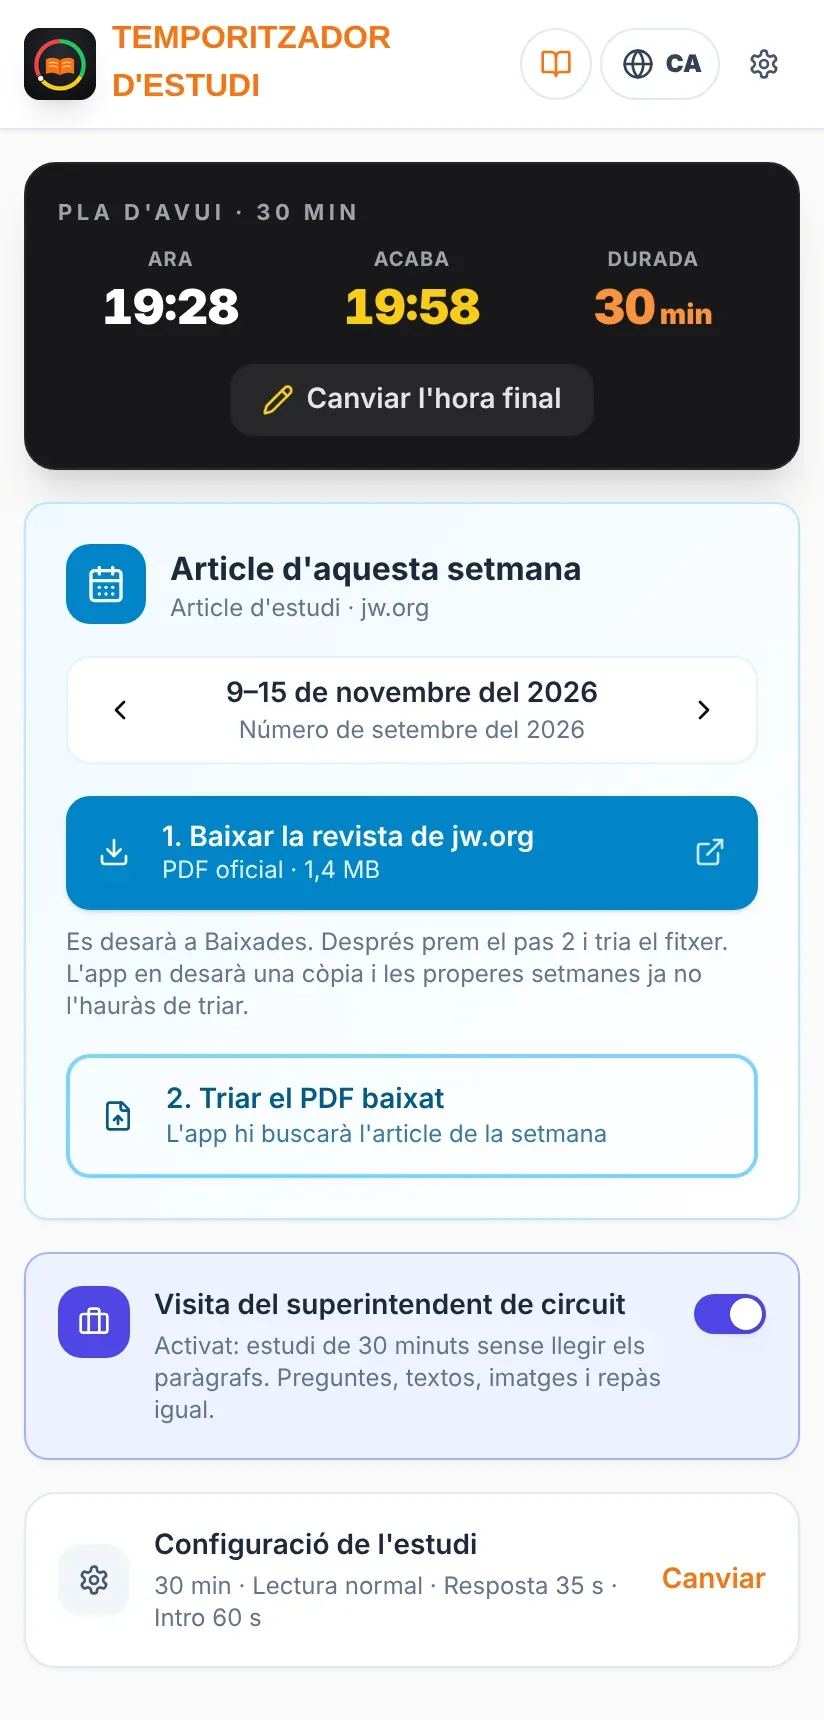 TEMPORITZADOR
D'ESTUDI
CA
PLA D'AVUI · 30 MIN
ARA
ACABA
DURADA
19:28
19:58
30 min
Canviar l'hora final
Article d'aquesta setmana
Article d'estudi · jw.org
9–15 de novembre del 2026
Número de setembre del 2026
1. Baixar la revista de jw.org
PDF oficial · 1,4 MB
Es desarà a Baixades. Després prem el pas 2 i tria el fitxer.
L'app en desarà una còpia i les properes setmanes ja no
l'hauràs de triar.
2. Triar el PDF baixat
L'app hi buscarà l'article de la setmana
Visita del superintendent de circuit
Activat: estudi de 30 minuts sense llegir els
paràgrafs. Preguntes, textos, imatges i repàs
igual.
Configuració de l'estudi
30 min · Lectura normal · Resposta 35 s ·
Intro 60 s
Canviar